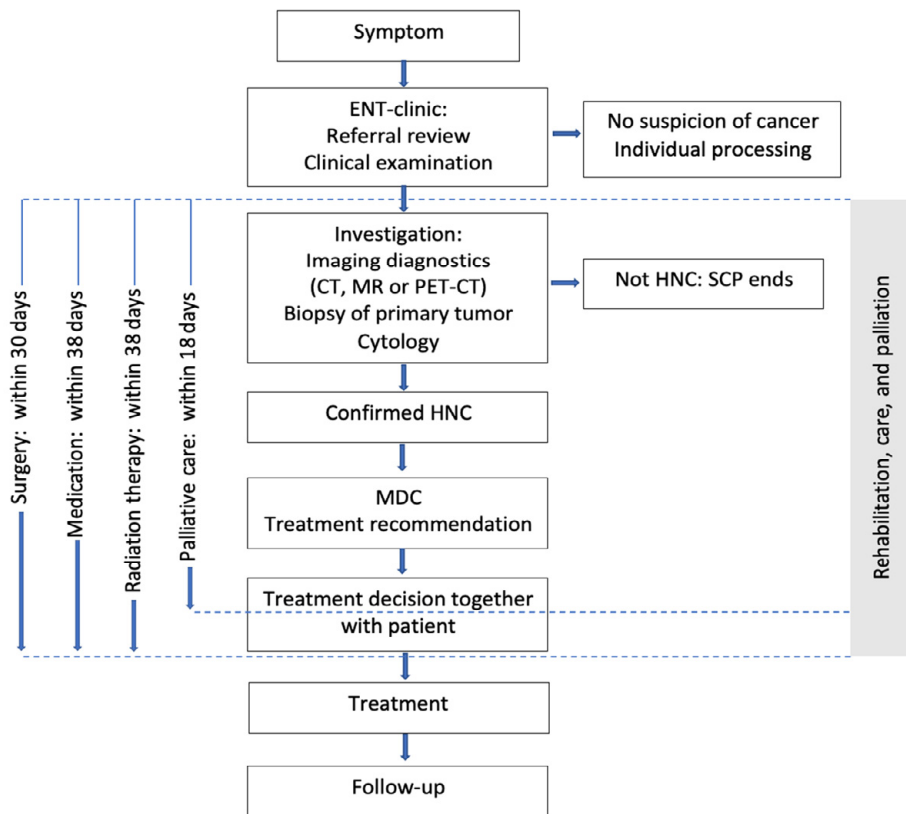 Symptom
ENT-clinic:
Referral review
Clinical examination
No suspicion of cancer
Individual processing
Investigation:
Imaging diagnostics
(CT, MR or PET-CT)
Biopsy of primary tumor
Cytology
Not HNC: SCP ends
Confirmed HNC
MDC
Treatment recommendation
Treatment decision together
with patient
Treatment
Follow-up
Surgery: within 30 days
Medication: within 38 days
Radiation therapy: within 38 days
Palliative care: within 18 days
Rehabilitation, care, and palliation